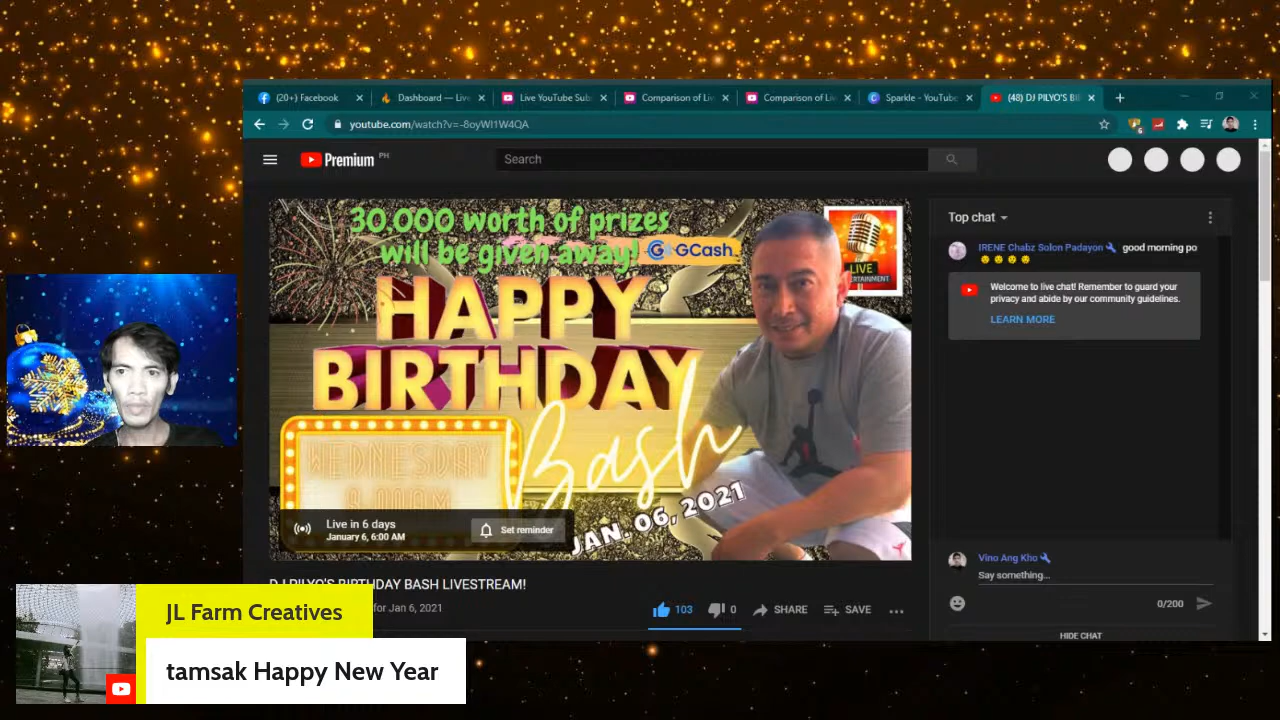 (20+) Facebook
Dashboard — Live
Live YouTube Sub
Comparison of Liv
Comparison of Liv
Sparkle - YouTube
(48) DJ PILYO'S BI
youtube.com/watch?v=-8oyWI1W4QA
Premium PH
Search
30.000 worth of prizes
will be given away!
GCash
LIVE
HAPPY
BIRTHDAY
Bash
WEDNESDAY
JAN. 06, 2021
Live in 6 days
January 6, 6:00 AM
Set reminder
Top chat
IRENE Chabz Solon Padayon good morning po
Welcome to live chat! Remember to guard your
privacy and abide by our community guidelines.
LEARN MORE
Vino Ang Kho
Say something...
0/200
HIDE CHAT
BIRTHDAY BASH LIVESTREAM!
for Jan 6, 2021
103
0
SHARE
SAVE
JL Farm Creatives
tamsak Happy New Year